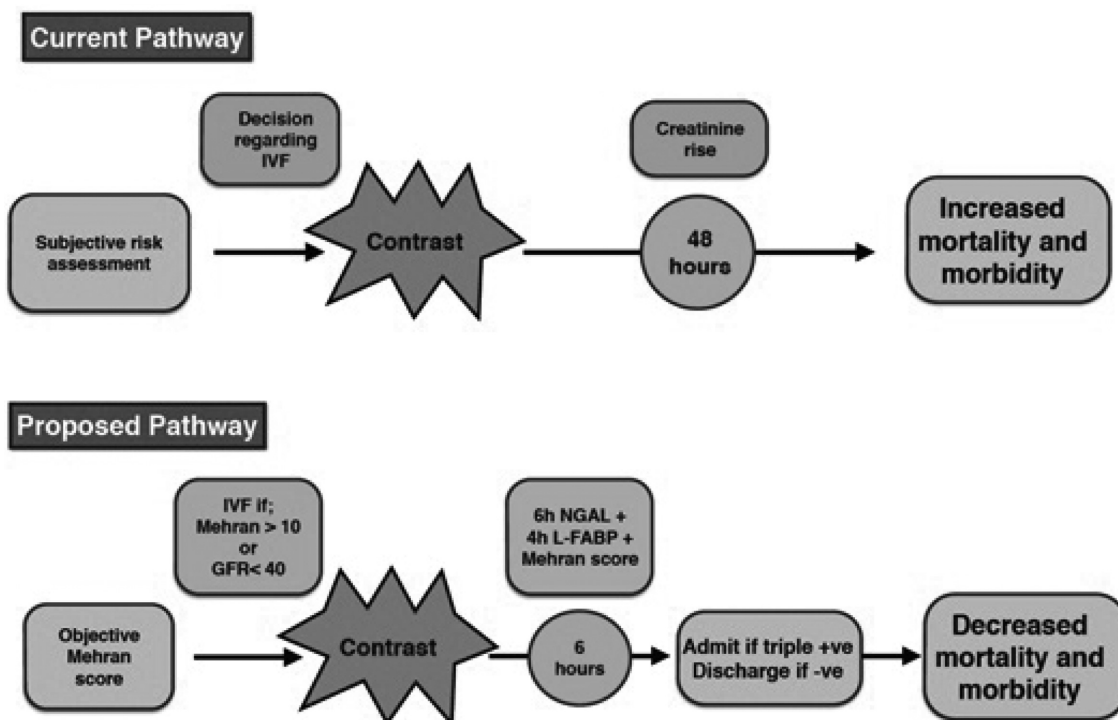 Current Pathway
Decision
regarding
IVF
Creatinine
rise
Subjective risk
assessment
Contrast
48
hours
Increased
mortality and
morbidity
Proposed Pathway
IVF if;
Mehran > 10
or
GFR< 40
6h NGAL +
4h L-FABP +
Mehran score
Objective
Mehran
score
Contrast
6
hours
Admit if triple +ve
Discharge if -ve
Decreased
mortality and
morbidity